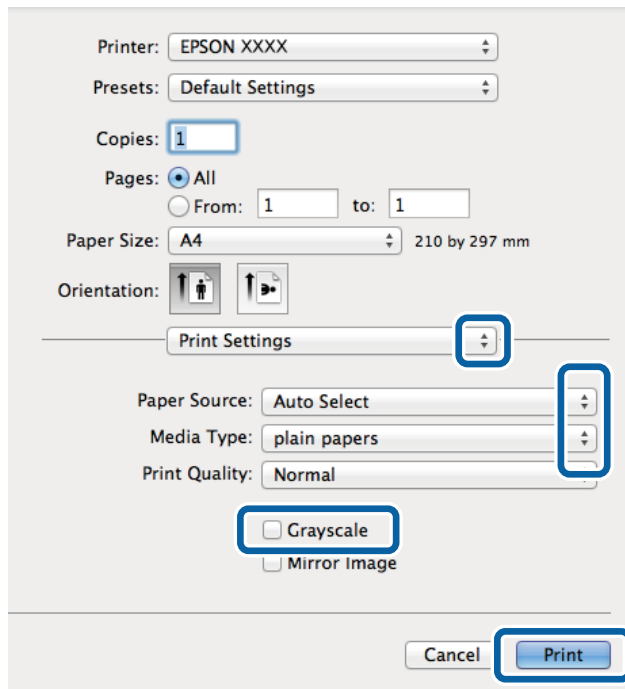 Printer: EPSON XXXX
Presets: Default Settings
Copies: 1
Pages: All
From: 1 to: 1
Paper Size: A4 210 by 297 mm
Orientation:
Print Settings
Paper Source: Auto Select
Media Type: plain papers
Print Quality: Normal
Grayscale
Mirror Image
Cancel Print